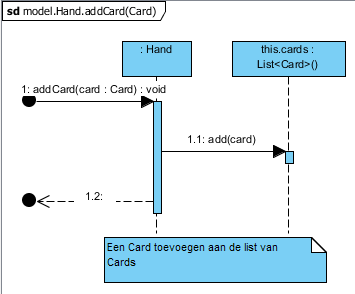 sd model.Hand.addCard(Card)
: Hand
this.cards :
List<Card>()
1: addCard(card : Card) : void
1.1: add(card)
1.2:
Een Card toevoegen aan de list van
Cards